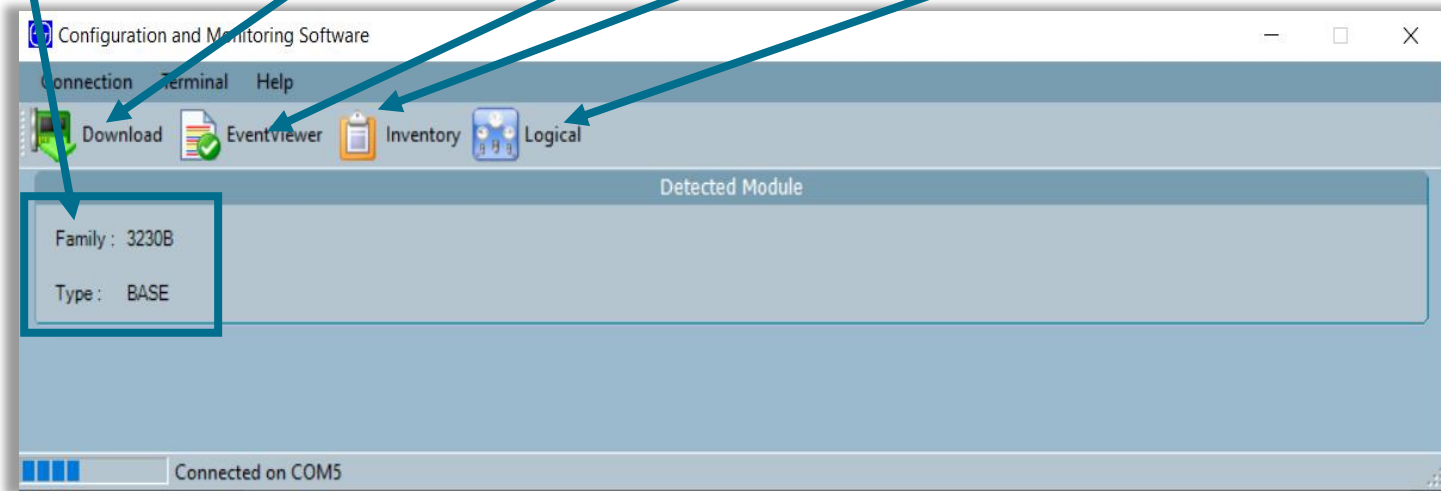 Configuration and Monitoring Software
Connection Terminal Help
Download EventViewer Inventory Logical
Detected Module
Family : 3230B
Type : BASE
Connected on COM5